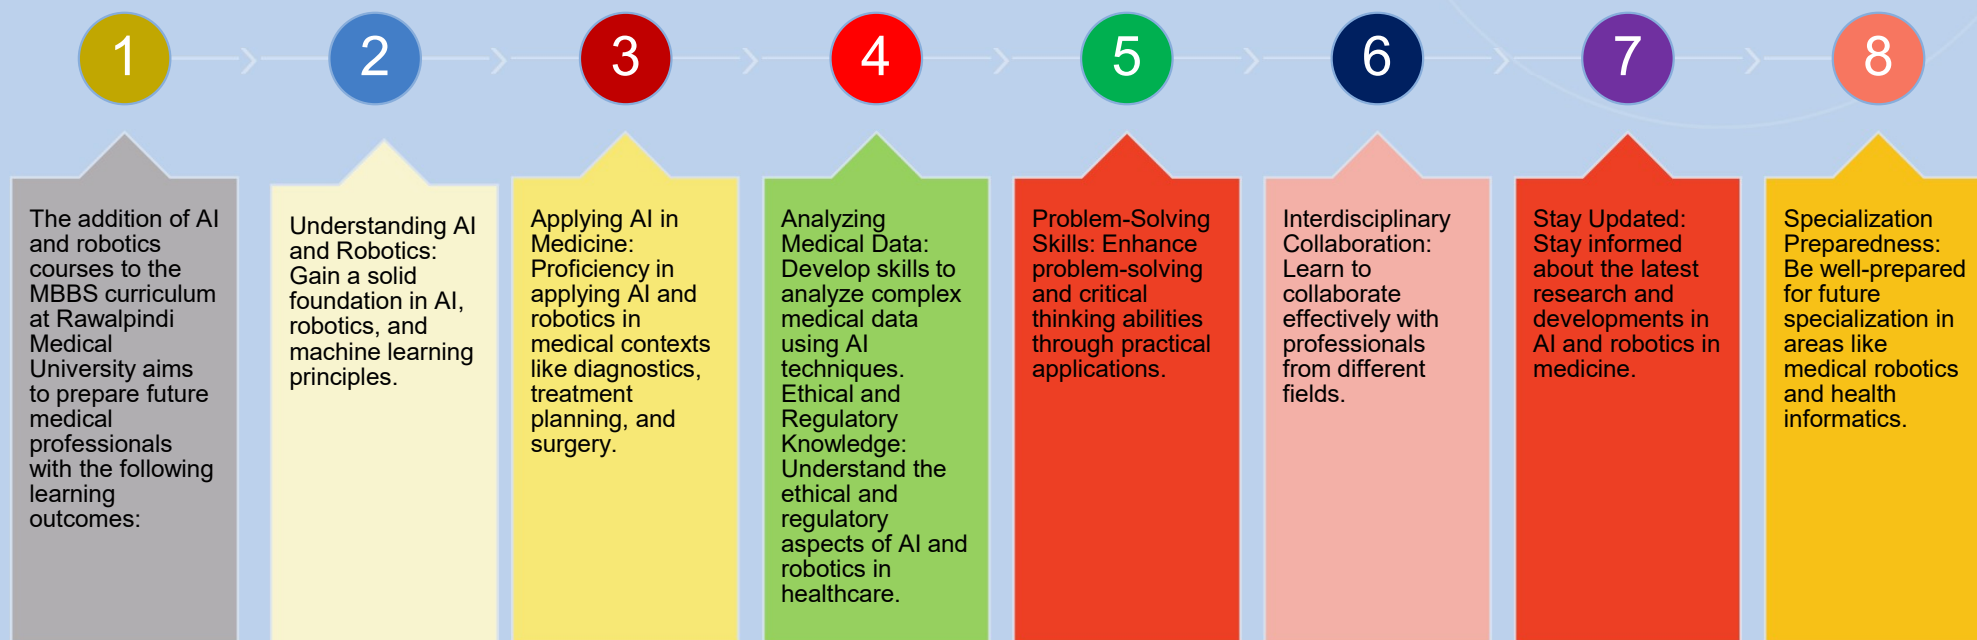 1
2
3
4
5
6
7
8
The addition of AI
and robotics
courses to the
MBBS curriculum
at Rawalpindi
Medical
University aims
to prepare future
medical
professionals
with the following
learning
outcomes:
Understanding AI
and Robotics:
Gain a solid
foundation in AI,
robotics, and
machine learning
principles.
Applying AI in
Medicine:
Proficiency in
applying AI and
robotics in
medical contexts
like diagnostics,
treatment
planning, and
surgery.
Analyzing
Medical Data:
Develop skills to
analyze complex
medical data
using AI
techniques.
Ethical and
Regulatory
Knowledge:
Understand the
ethical and
regulatory
aspects of AI and
robotics in
healthcare.
Problem-Solving
Skills: Enhance
problem-solving
and critical
thinking abilities
through practical
applications.
Interdisciplinary
Collaboration:
Learn to
collaborate
effectively with
professionals
from different
fields.
Stay Updated:
Stay informed
about the latest
research and
developments in
AI and robotics in
medicine.
Specialization
Preparedness:
Be well-prepared
for future
specialization in
areas like
medical robotics
and health
informatics.